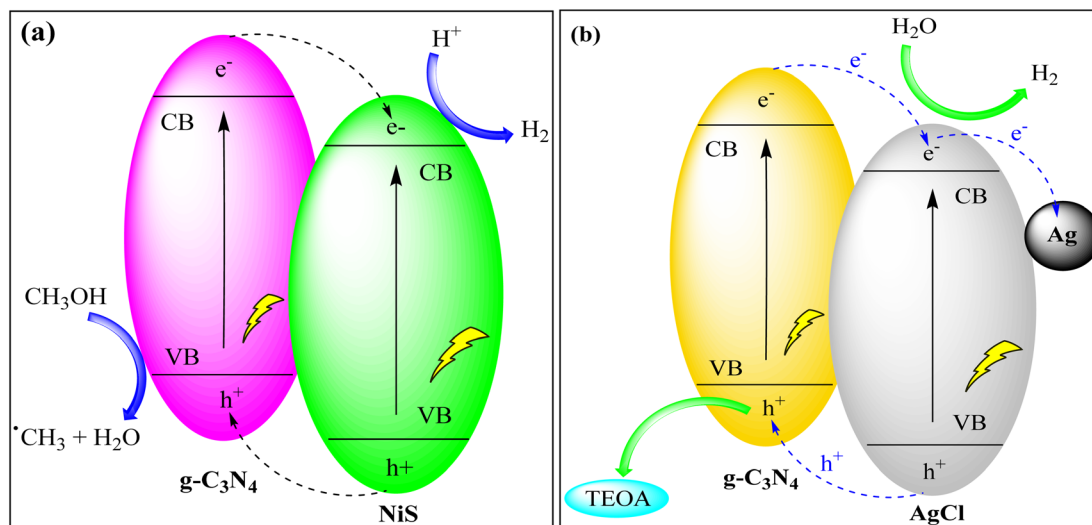 (a)
H⁺
e⁻
CB
e-
H₂
CB
CH₃OH
VB
VB
h⁺
•CH₃ + H₂O
h+
g-C₃N₄
NiS
(b)
H₂O
e⁻
H₂
e⁻
e⁻
e⁻
CB
CB
Ag
VB
VB
h⁺
h⁺
h⁺
TEOA
g-C₃N₄
AgCl